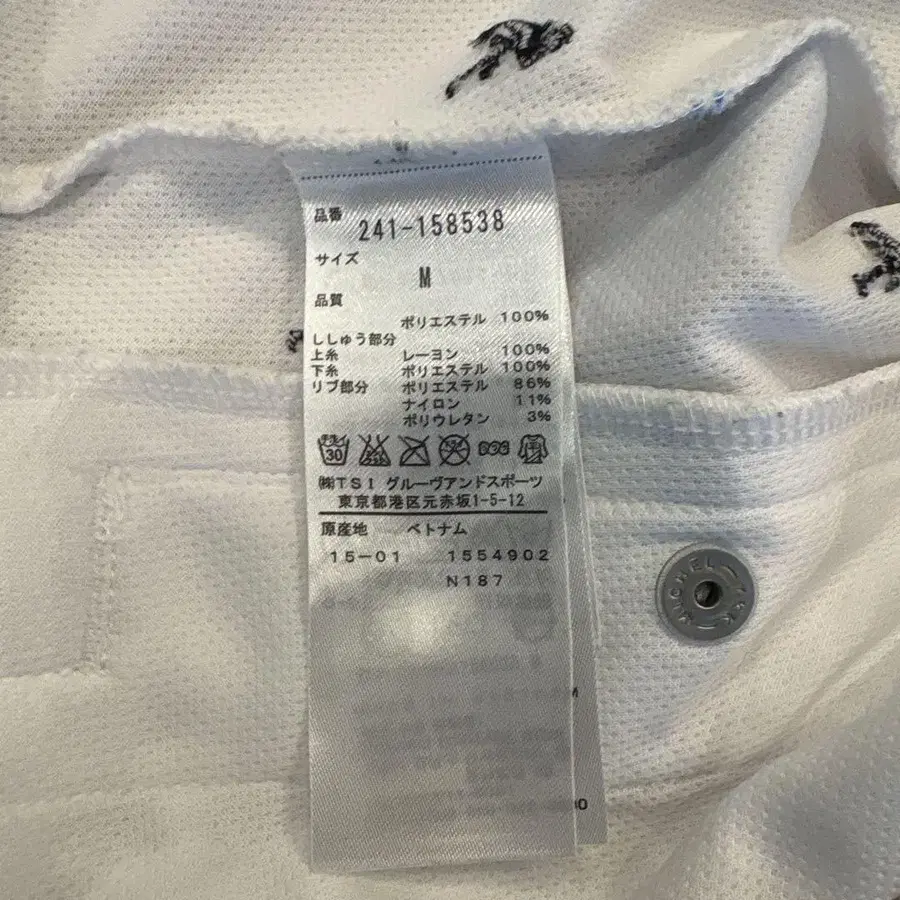 品番
241-158538
サイズ
M
品質
ポリエステル 100%
ししゅう部分
上糸 レーヨン 100%
下糸 ポリエステル 100%
リブ部分 ポリエステル 86%
ナイロン 11%
ポリウレタン 3%
手洗イ 30
㈱TSI グルーヴアンドスポーツ
東京都港区元赤坂1-5-12
原産地 ベトナム
15-01 1554902
N187
MICHEL